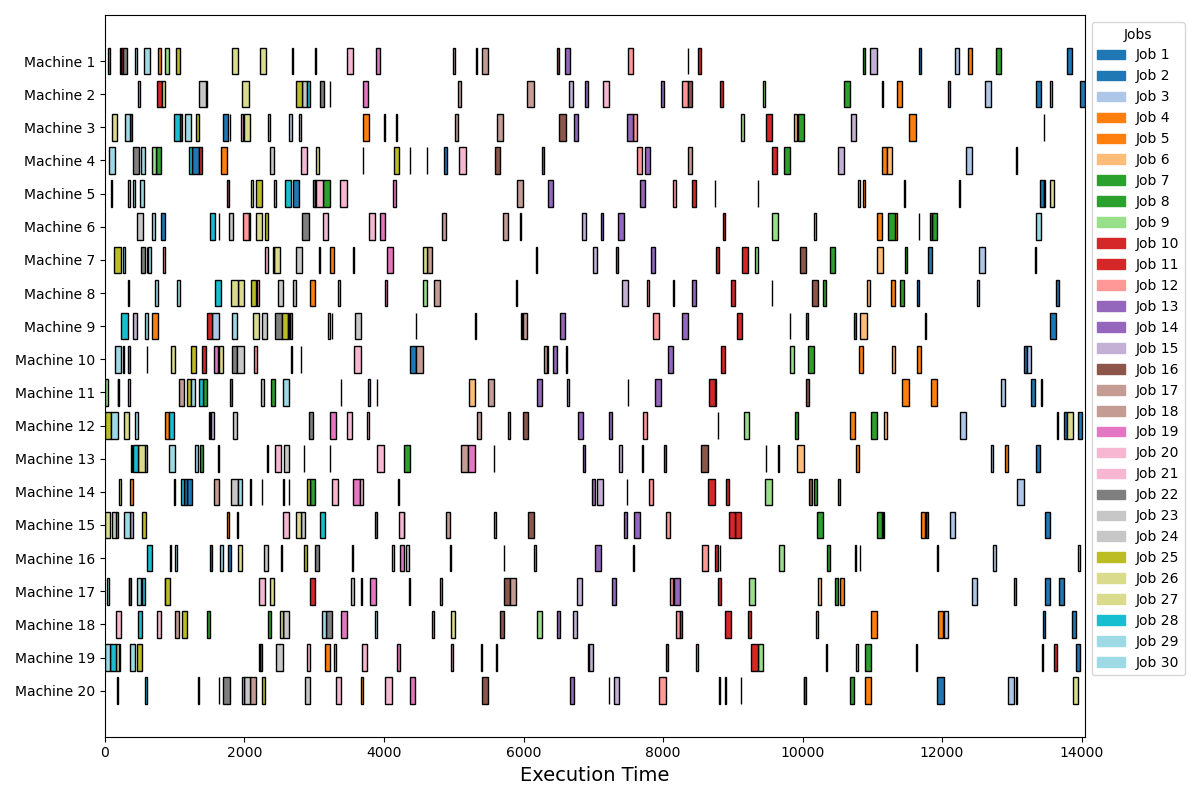 Machine 1
Machine 2
Machine 3
Machine 4
Machine 5
Machine 6
Machine 7
Machine 8
Machine 9
Machine 10
Machine 11
Machine 12
Machine 13
Machine 14
Machine 15
Machine 16
Machine 17
Machine 18
Machine 19
Machine 20
0 2000 4000 6000 8000 10000 12000 14000
Execution Time
Jobs
Job 1
Job 2
Job 3
Job 4
Job 5
Job 6
Job 7
Job 8
Job 9
Job 10
Job 11
Job 12
Job 13
Job 14
Job 15
Job 16
Job 17
Job 18
Job 19
Job 20
Job 21
Job 22
Job 23
Job 24
Job 25
Job 26
Job 27
Job 28
Job 29
Job 30